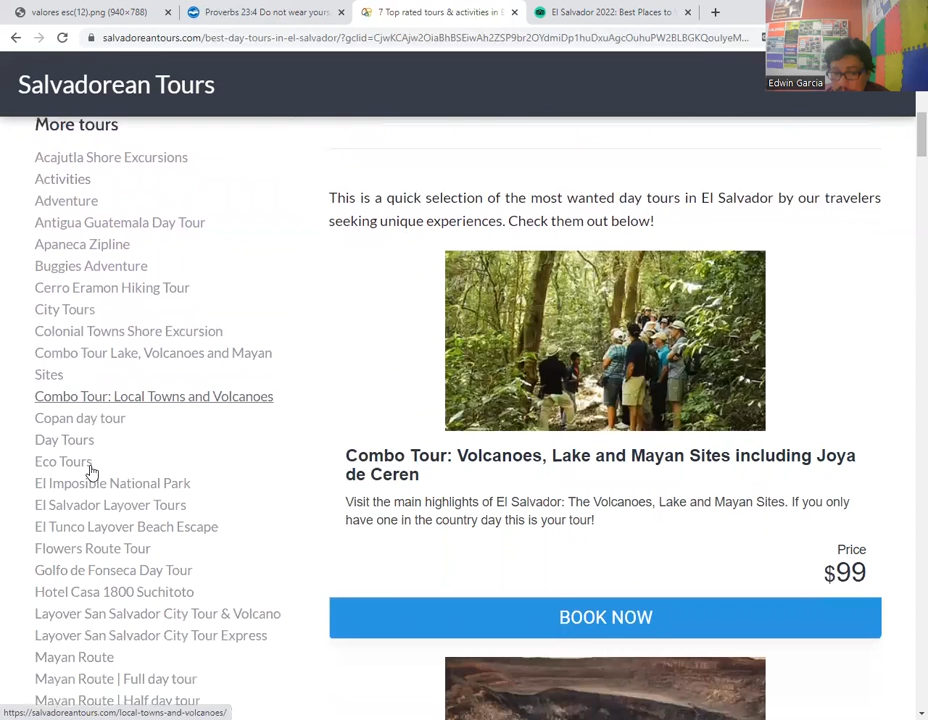 valores esc(12).png (940×788)
Proverbs 23:4 Do not wear yours
7 Top rated tours & activities in E
El Salvador 2022: Best Places to
salvadoreantours.com/best-day-tours-in-el-salvador/?gclid=CjwKCAjw2OiaBhBSEiwAh2ZSP9br2OYdmiDp1huDxuAgcOuhuPW2BLBGKQouIyeM...
Edwin Garcia
Salvadorean Tours
More tours
Acajutla Shore Excursions
Activities
Adventure
Antigua Guatemala Day Tour
Apaneca Zipline
Buggies Adventure
Cerro Eramon Hiking Tour
City Tours
Colonial Towns Shore Excursion
Combo Tour Lake, Volcanoes and Mayan
Sites
Combo Tour: Local Towns and Volcanoes
Copan day tour
Day Tours
Eco Tours
El Imposible National Park
El Salvador Layover Tours
El Tunco Layover Beach Escape
Flowers Route Tour
Golfo de Fonseca Day Tour
Hotel Casa 1800 Suchitoto
Layover San Salvador City Tour & Volcano
Layover San Salvador City Tour Express
Mayan Route
Mayan Route | Full day tour
Mayan Route | Half day tour
https://salvadoreantours.com/local-towns-and-volcanoes/
This is a quick selection of the most wanted day tours in El Salvador by our travelers
seeking unique experiences. Check them out below!
Combo Tour: Volcanoes, Lake and Mayan Sites including Joya
de Ceren
Visit the main highlights of El Salvador: The Volcanoes, Lake and Mayan Sites. If you only
have one in the country day this is your tour!
Price
$99
BOOK NOW